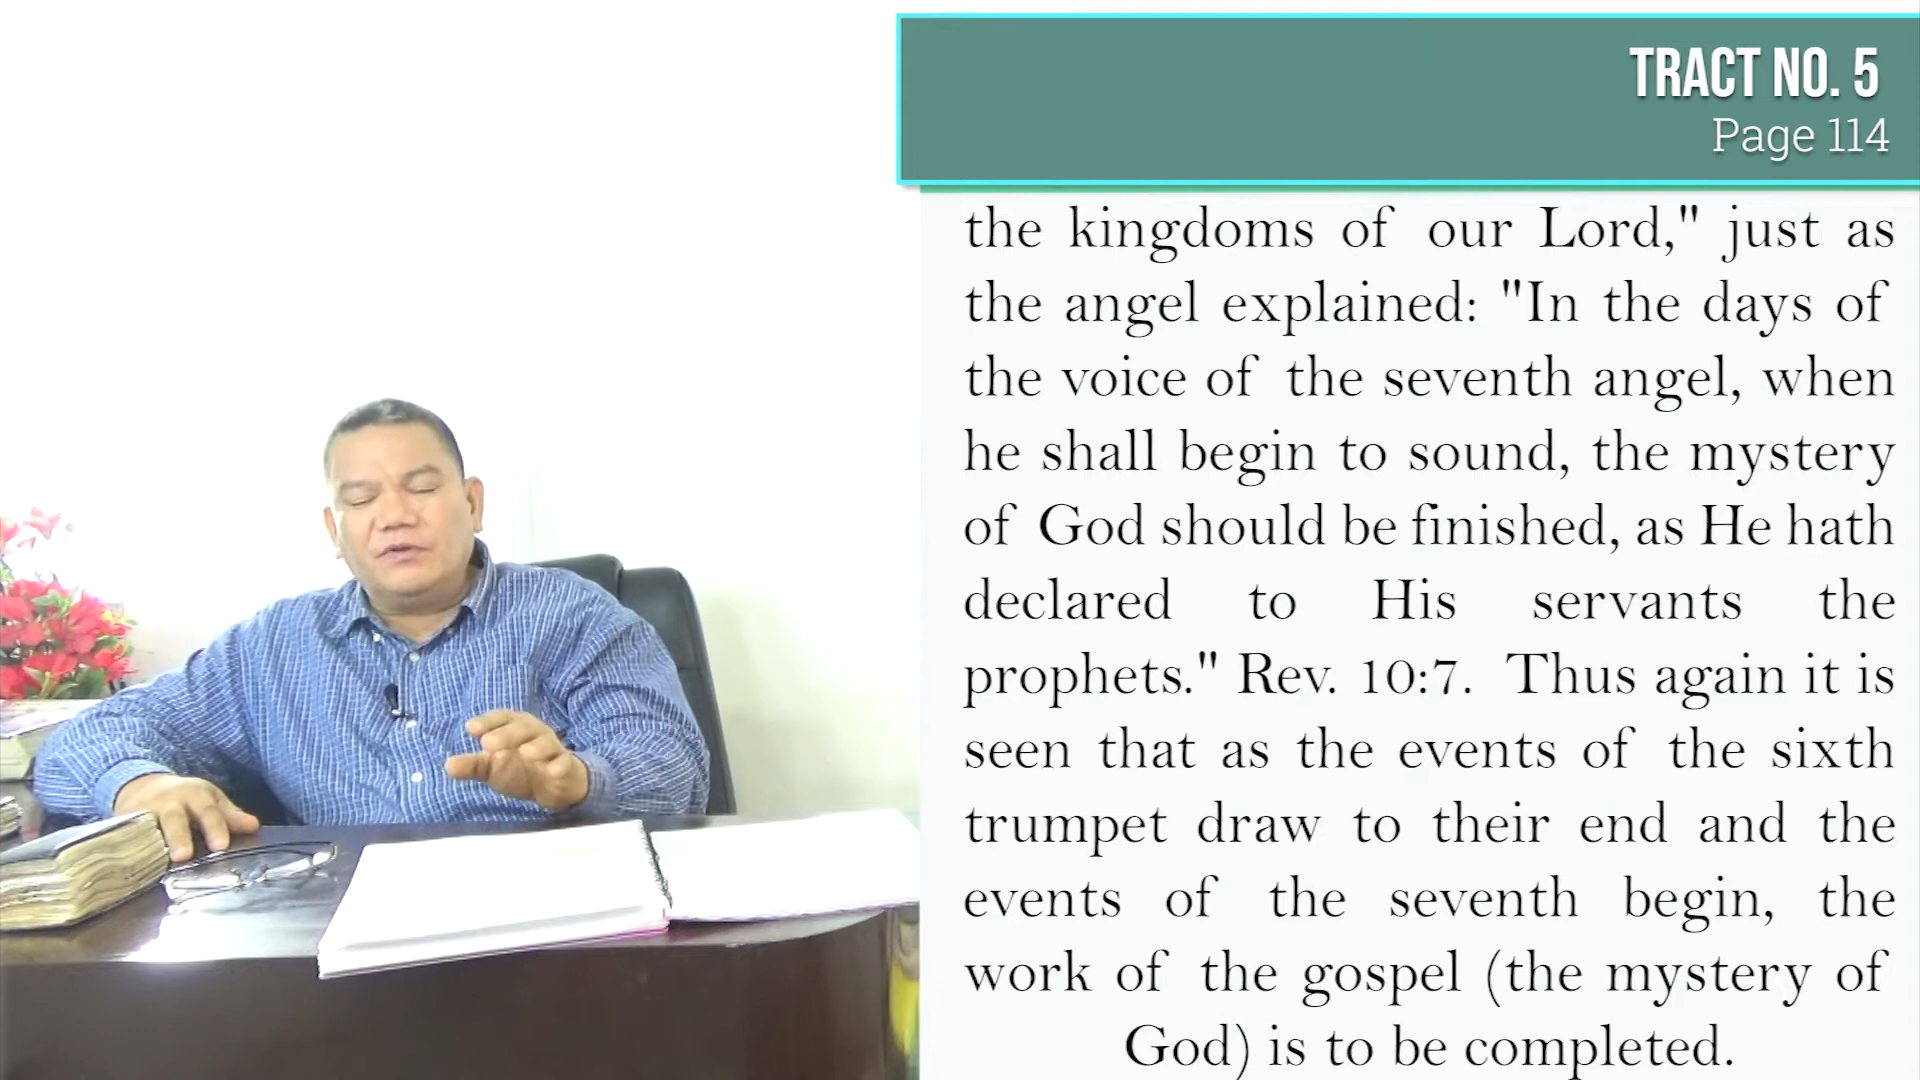 TRACT NO. 5
Page 114
the kingdoms of our Lord," just as
the angel explained: "In the days of
the voice of the seventh angel, when
he shall begin to sound, the mystery
of God should be finished, as He hath
declared to His servants the
prophets." Rev. 10:7. Thus again it is
seen that as the events of the sixth
trumpet draw to their end and the
events of the seventh begin, the
work of the gospel (the mystery of
God) is to be completed.